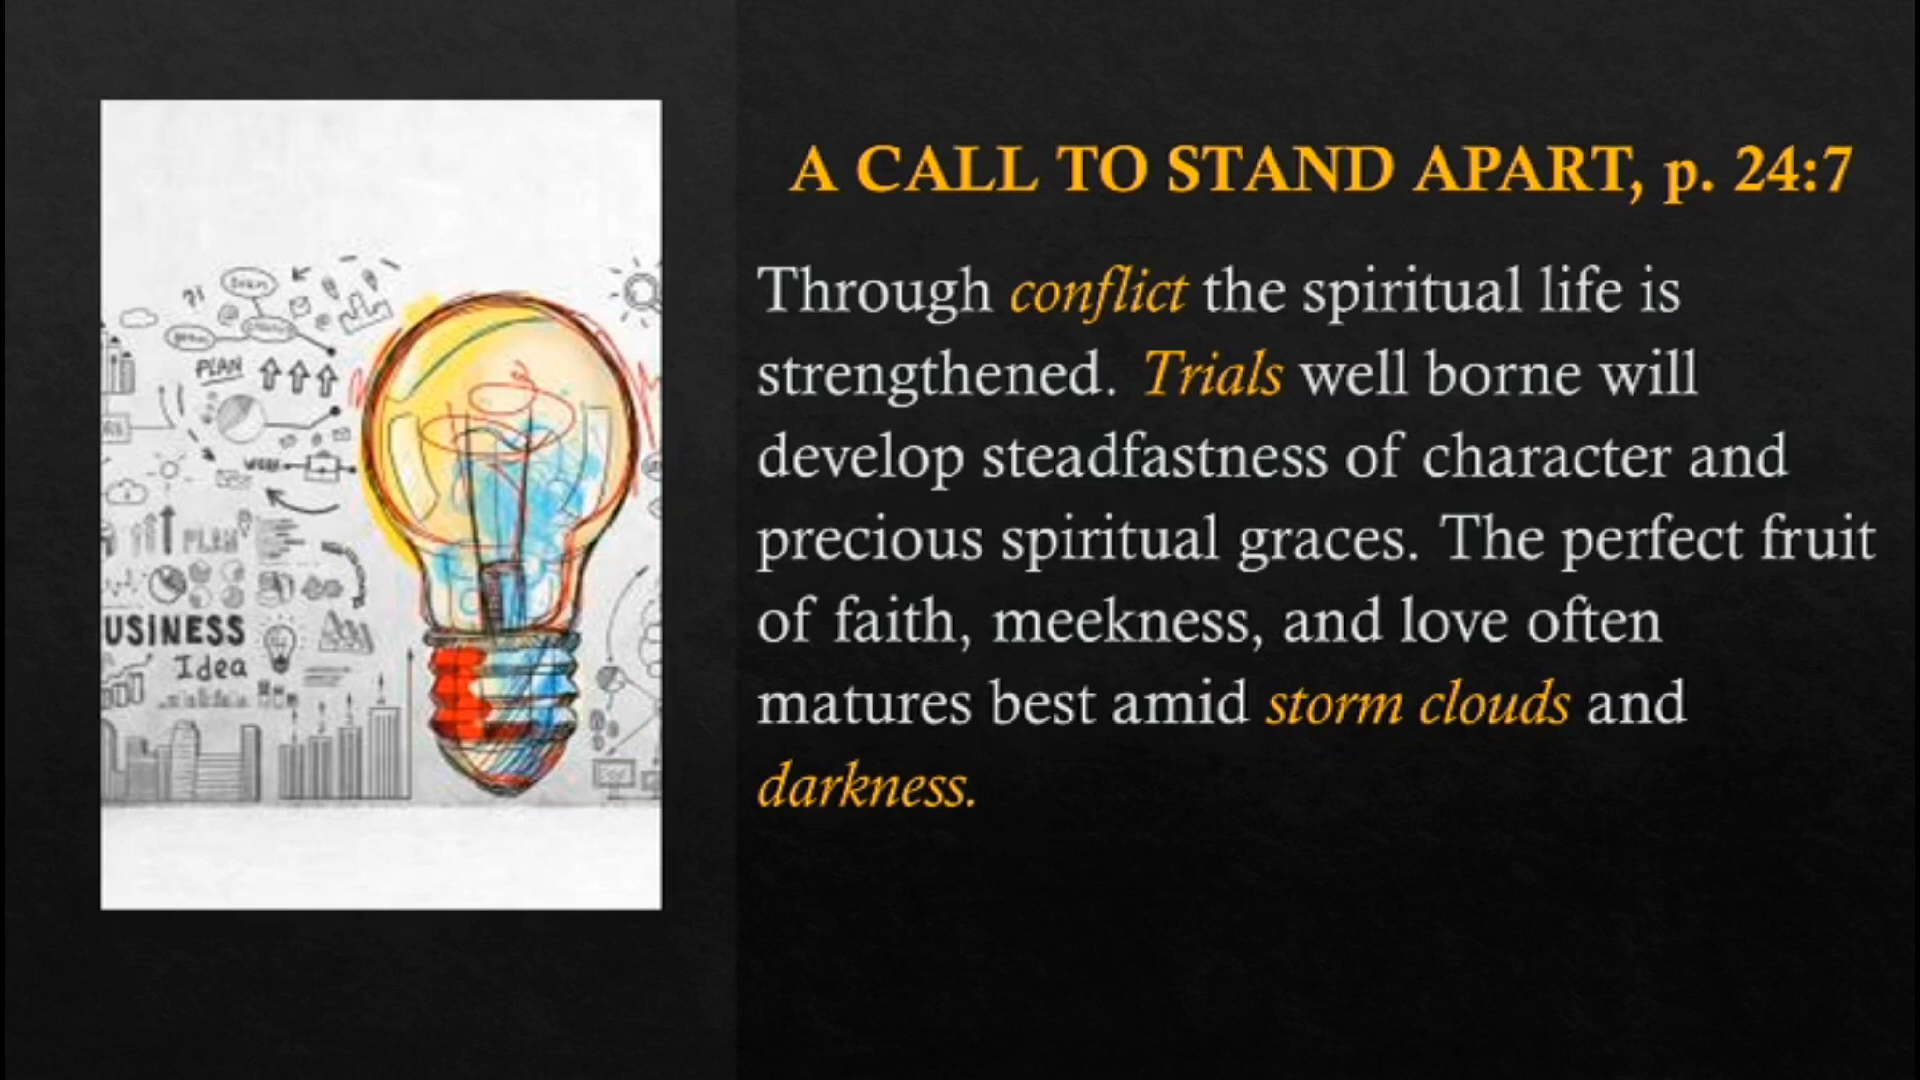 A CALL TO STAND APART, p. 24:7
Through conflict the spiritual life is
strengthened. Trials well borne will
develop steadfastness of character and
precious spiritual graces. The perfect fruit
of faith, meekness, and love often
matures best amid storm clouds and
darkness.
PLAN
WORK
PLAN
USINESS
Idea